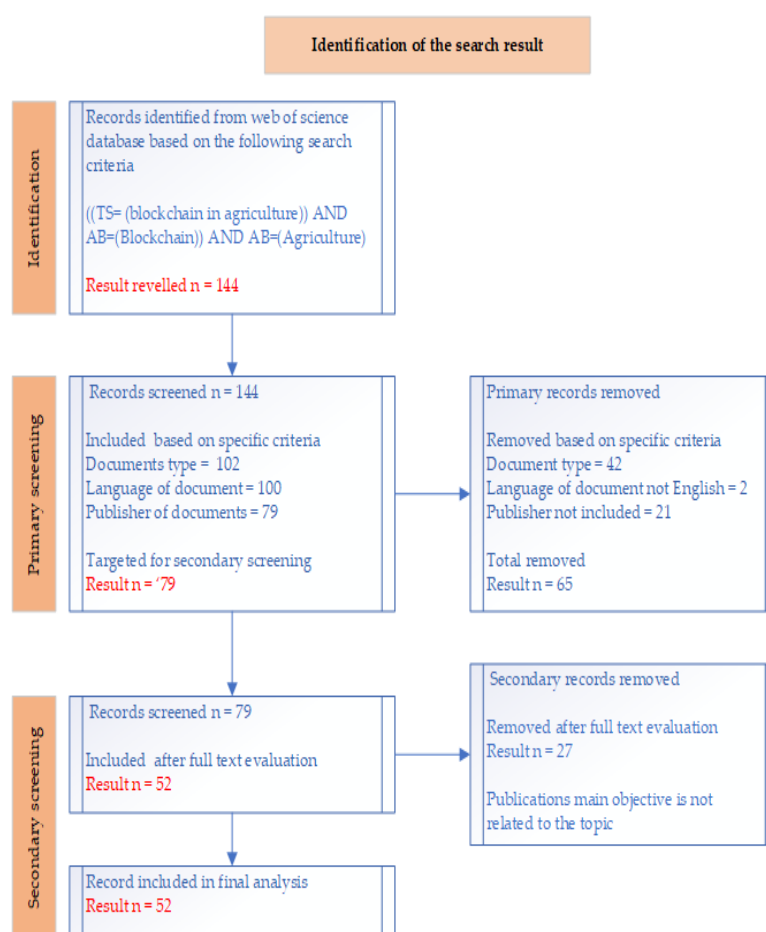 Identification of the search result
Identification
Records identified from web of science
database based on the following search
criteria
((TS= (blockchain in agriculture)) AND
AB=(Blockchain)) AND AB=(Agriculture)
Result revelled n = 144
Primary screening
Records screened n = 144
Included based on specific criteria
Documents type = 102
Language of document = 100
Publisher of documents = 79
Targeted for secondary screening
Result n = ‘79
Primary records removed
Removed based on specific criteria
Document type = 42
Language of document not English = 2
Publisher not included = 21
Total removed
Result n = 65
Secondary screening
Records screened n = 79
Included after full text evaluation
Result n = 52
Secondary records removed
Removed after full text evaluation
Result n = 27
Publications main objective is not
related to the topic
Record included in final analysis
Result n = 52